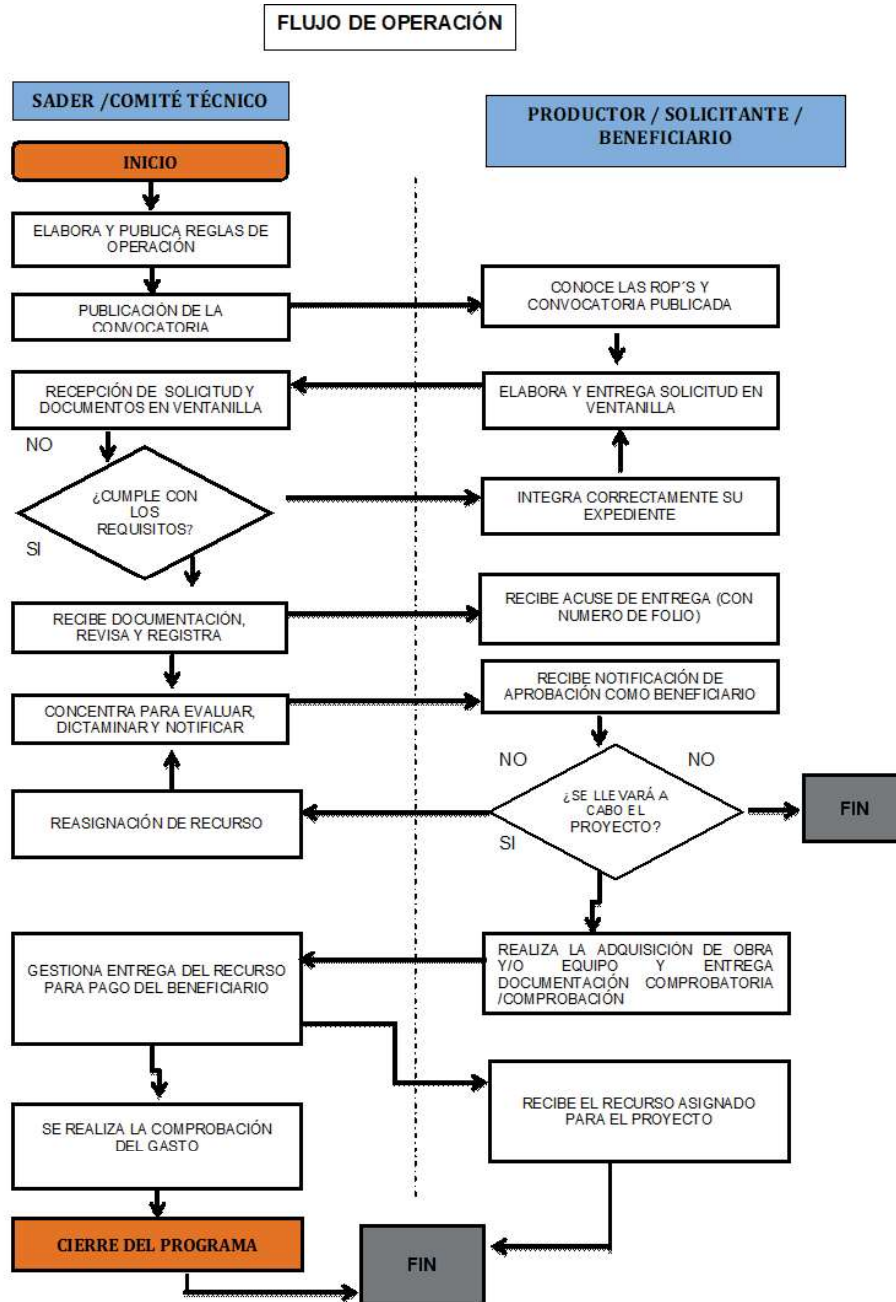 FLUJO DE OPERACIÓN
SADER /COMITÉ TÉCNICO
PRODUCTOR / SOLICITANTE /
BENEFICIARIO
INICIO
ELABORA Y PUBLICA REGLAS DE
OPERACIÓN
CONOCE LAS ROP´S Y
CONVOCATORIA PUBLICADA
PUBLICACIÓN DE LA
CONVOCATORIA
RECEPCIÓN DE SOLICITUD Y
DOCUMENTOS EN VENTANILLA
ELABORA Y ENTREGA SOLICITUD EN
VENTANILLA
NO
¿CUMPLE CON
LOS
REQUISITOS?
SI
INTEGRA CORRECTAMENTE SU
EXPEDIENTE
RECIBE DOCUMENTACIÓN,
REVISA Y REGISTRA
RECIBE ACUSE DE ENTREGA (CON
NUMERO DE FOLIO)
CONCENTRA PARA EVALUAR,
DICTAMINAR Y NOTIFICAR
RECIBE NOTIFICACIÓN DE
APROBACIÓN COMO BENEFICIARIO
NO
NO
REASIGNACIÓN DE RECURSO
¿SE LLEVARÁ A
CABO EL
PROYECTO?
SI
FIN
GESTIONA ENTREGA DEL RECURSO
PARA PAGO DEL BENEFICIARIO
REALIZA LA ADQUISICIÓN DE OBRA
Y/O EQUIPO Y ENTREGA
DOCUMENTACIÓN COMPROBATORIA
/COMPROBACIÓN
SE REALIZA LA COMPROBACIÓN
DEL GASTO
RECIBE EL RECURSO ASIGNADO
PARA EL PROYECTO
CIERRE DEL PROGRAMA
FIN